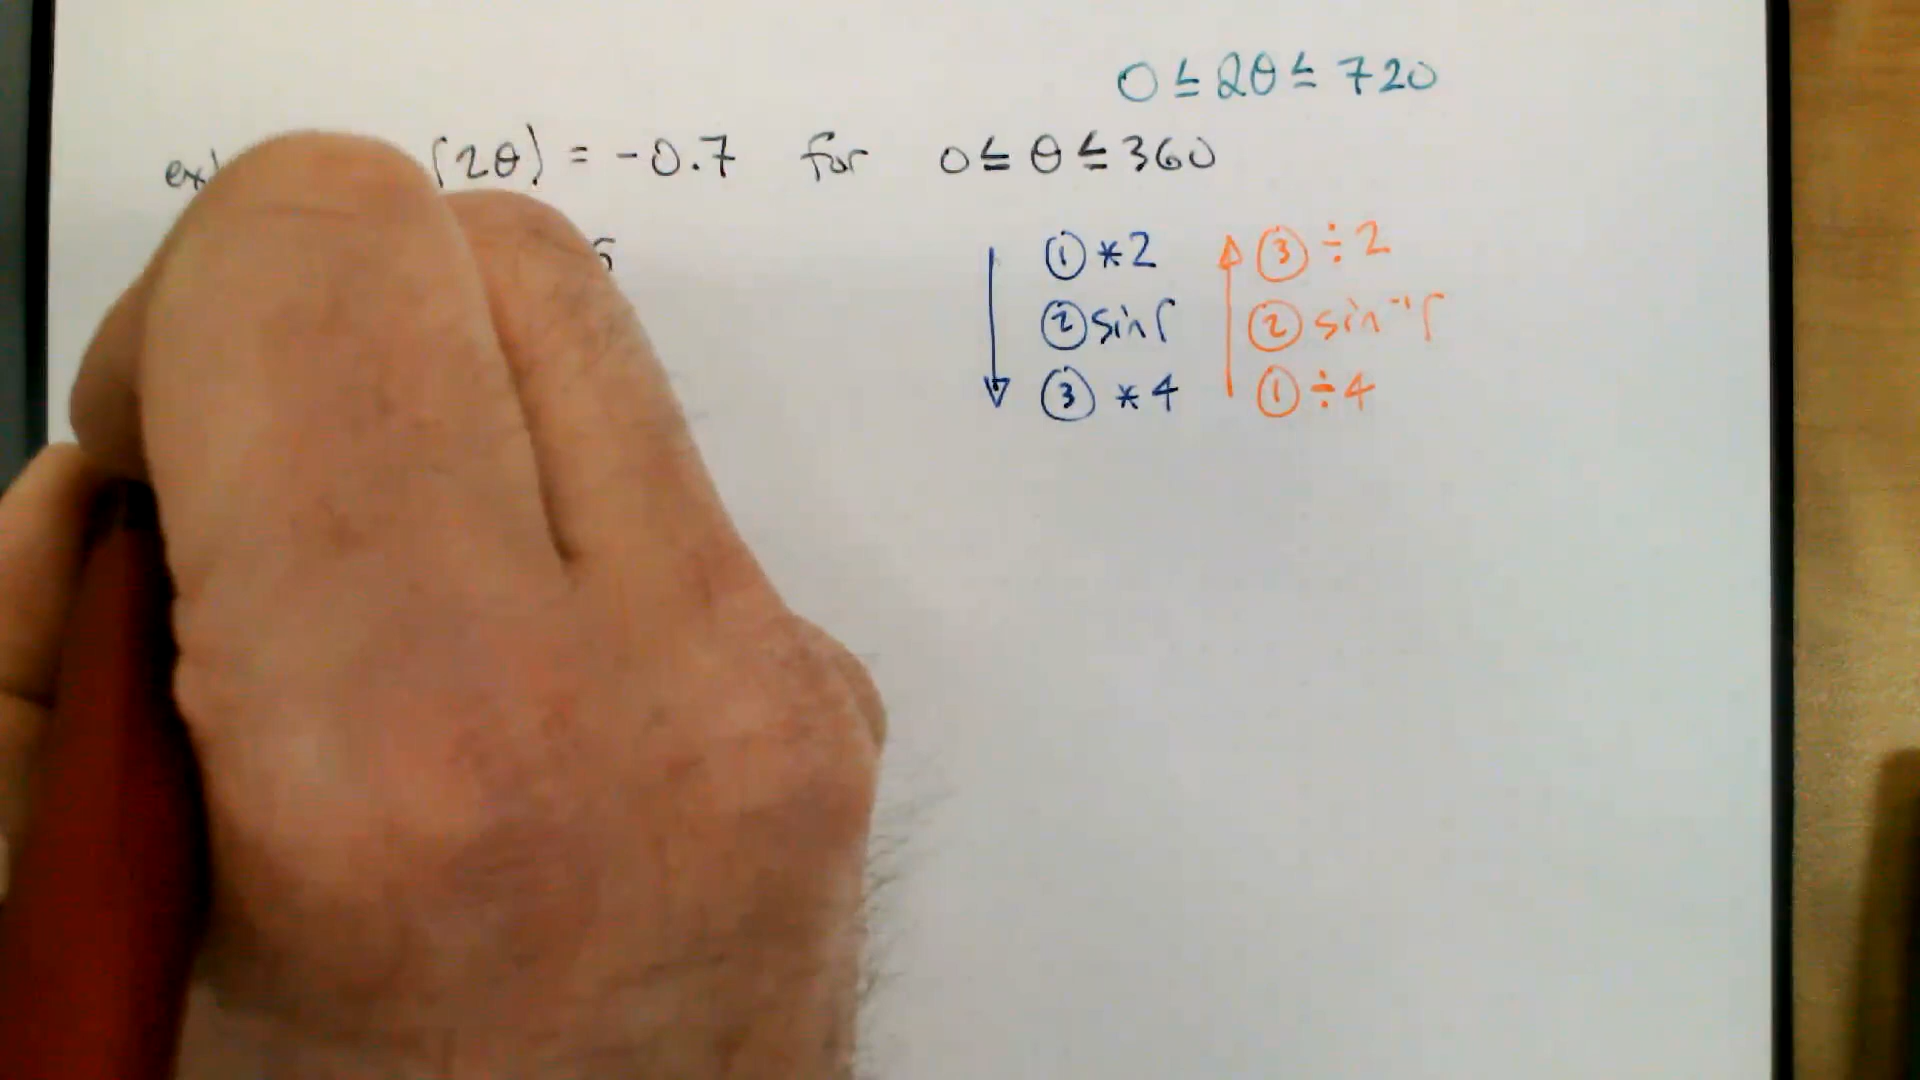 0 ≤ 2θ ≤ 720
(2θ) = -0.7 for 0 ≤ θ ≤ 360
① *2 ③ ÷2
② sin( ② sin⁻¹(
③ *4 ① ÷4